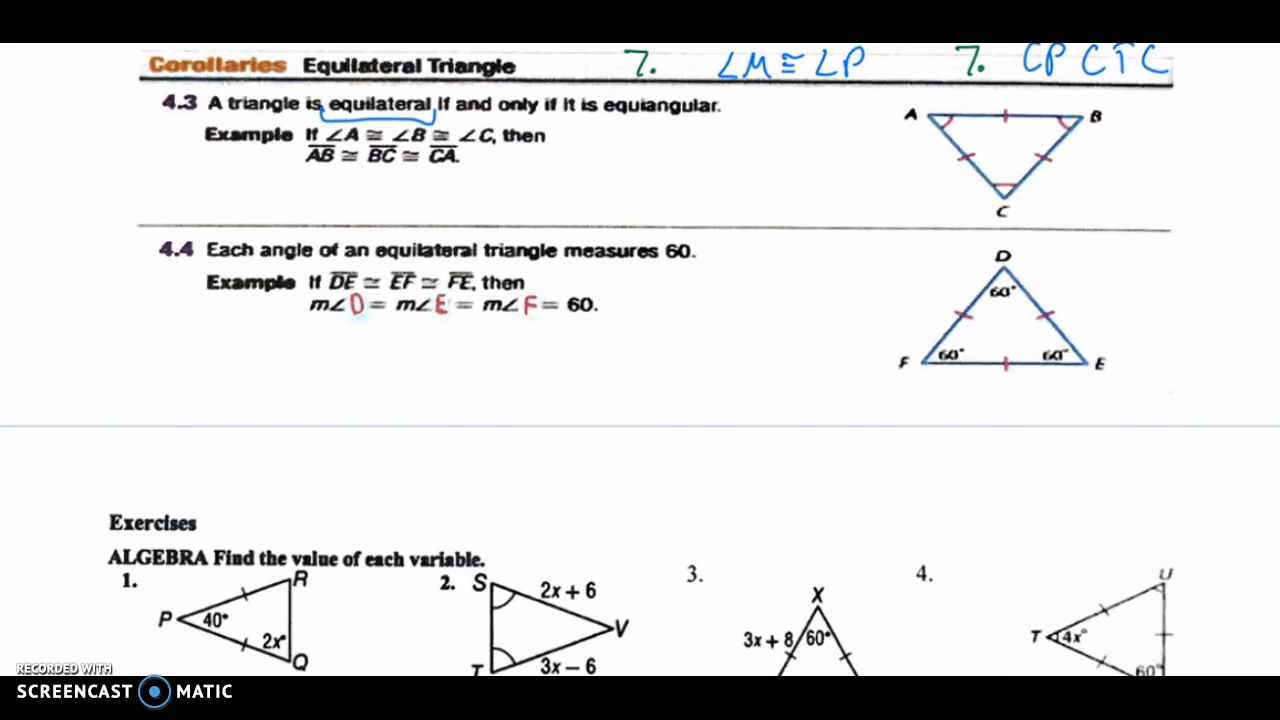 Corollaries Equilateral Triangle 7. ∠M ≅ ∠P 7. CPCTC
4.3 A triangle is equilateral if and only if it is equiangular.
Example If ∠A ≅ ∠B ≅ ∠C, then
AB ≅ BC ≅ CA.
A B
C
4.4 Each angle of an equilateral triangle measures 60.
Example If DE ≅ EF ≅ FE, then
m∠D = m∠E = m∠F = 60.
D
60°
F 60° 60° E
Exercises
ALGEBRA Find the value of each variable.
1. R
P 40°
2x°
Q
2. S 2x + 6
V
T 3x – 6
3.
X
3x + 8 60°
4.
U
T 4x°
60°
RECORDED WITH
SCREENCAST MATIC